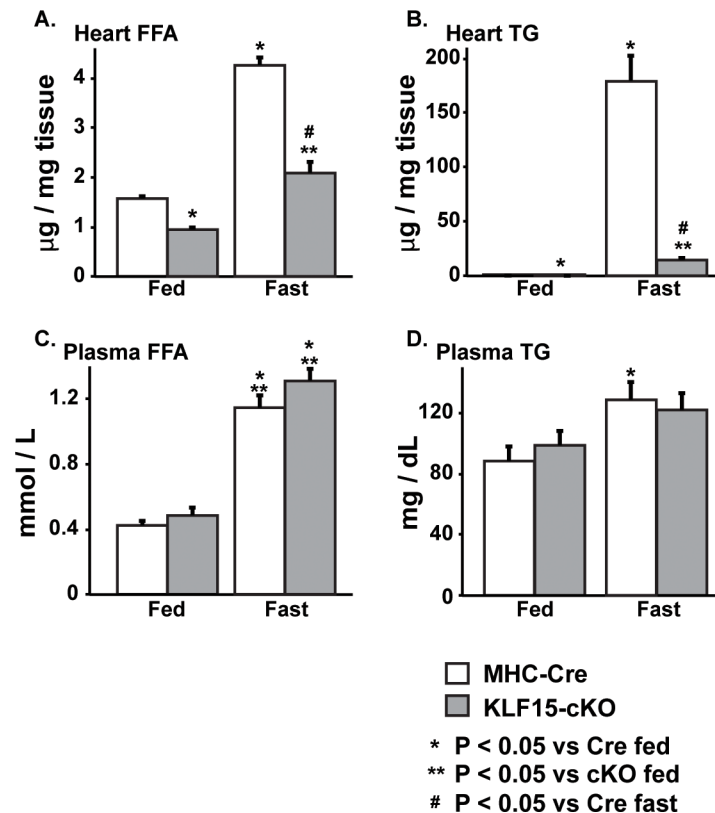 A.
Heart FFA
μg / mg tissue
4
3
2
1
0
*
*
#
**
Fed
Fast
B.
Heart TG
μg / mg tissue
200
150
100
50
0
*
*
#
**
Fed
Fast
C.
Plasma FFA
mmol / L
1.2
0.8
0.4
0
*
**
*
**
Fed
Fast
D.
Plasma TG
mg / dL
120
80
40
0
*
Fed
Fast
MHC-Cre
KLF15-cKO
* P < 0.05 vs Cre fed
** P < 0.05 vs cKO fed
# P < 0.05 vs Cre fast